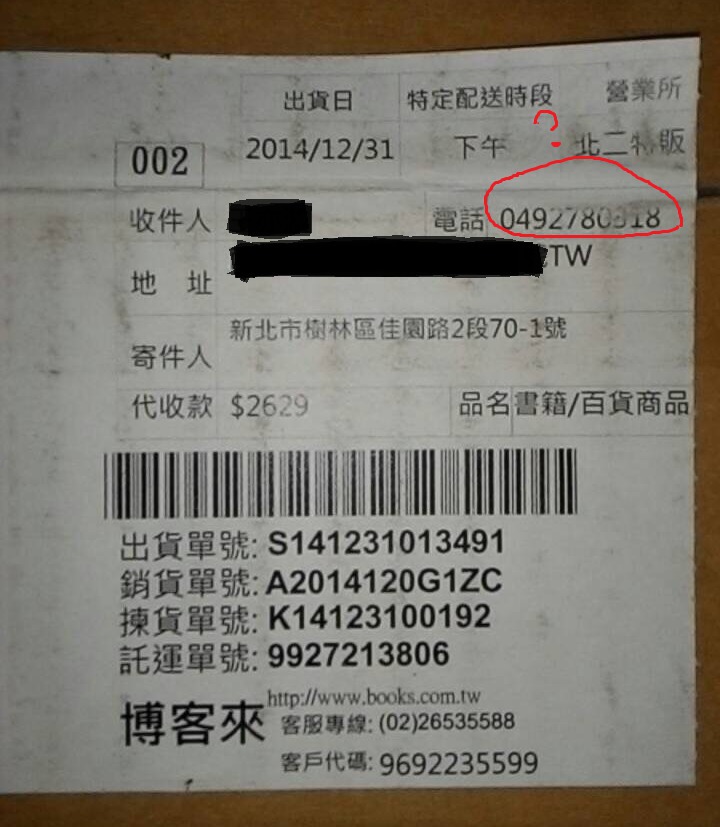 出貨日 特定配送時段 營業所
002 2014/12/31 下午 ? 北二特販
收件人 電話 0492780318
地址 TW
新北市樹林區佳園路2段70-1號
寄件人
代收款 $2629 品名 書籍/百貨商品
出貨單號: S141231013491
銷貨單號: A2014120G1ZC
揀貨單號: K14123100192
託運單號: 9927213806
博客來 http://www.books.com.tw
客服專線: (02)26535588
客戶代碼: 9692235599